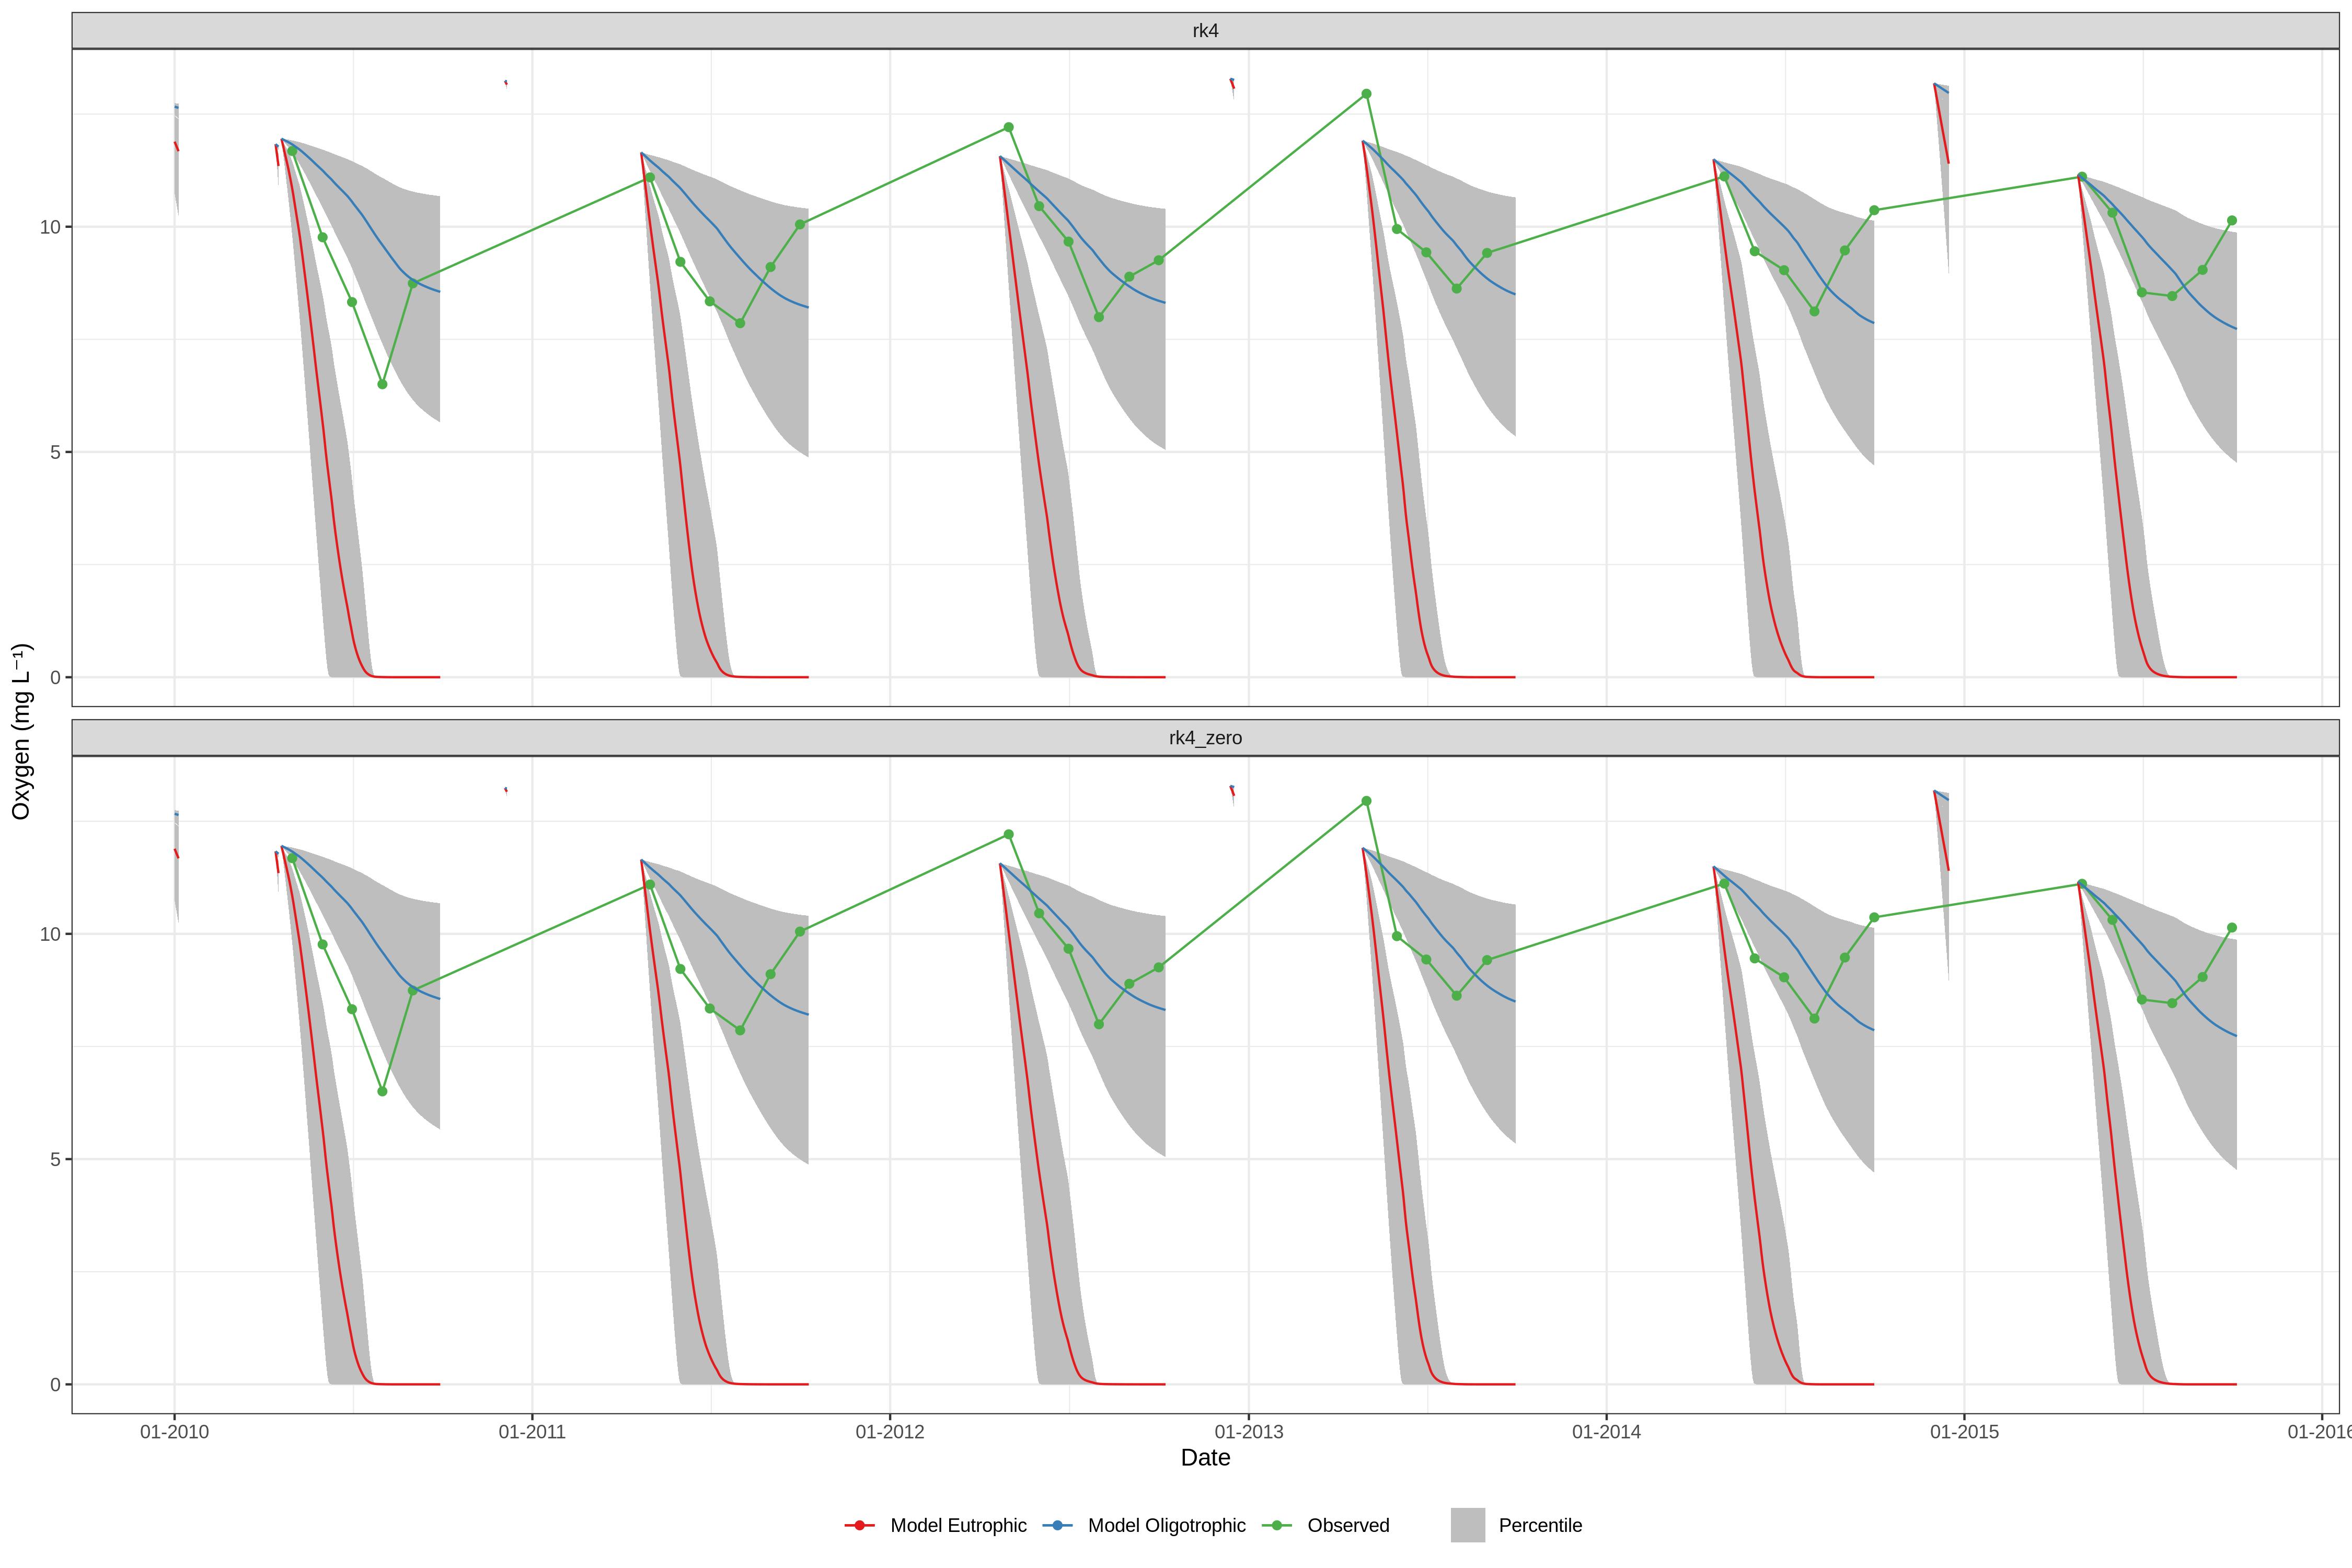 rk4
10
5
0
rk4_zero
10
5
0
Oxygen (mg L⁻¹)
01-2010 01-2011 01-2012 01-2013 01-2014 01-2015 01-2016
Date
Model Eutrophic Model Oligotrophic Observed Percentile